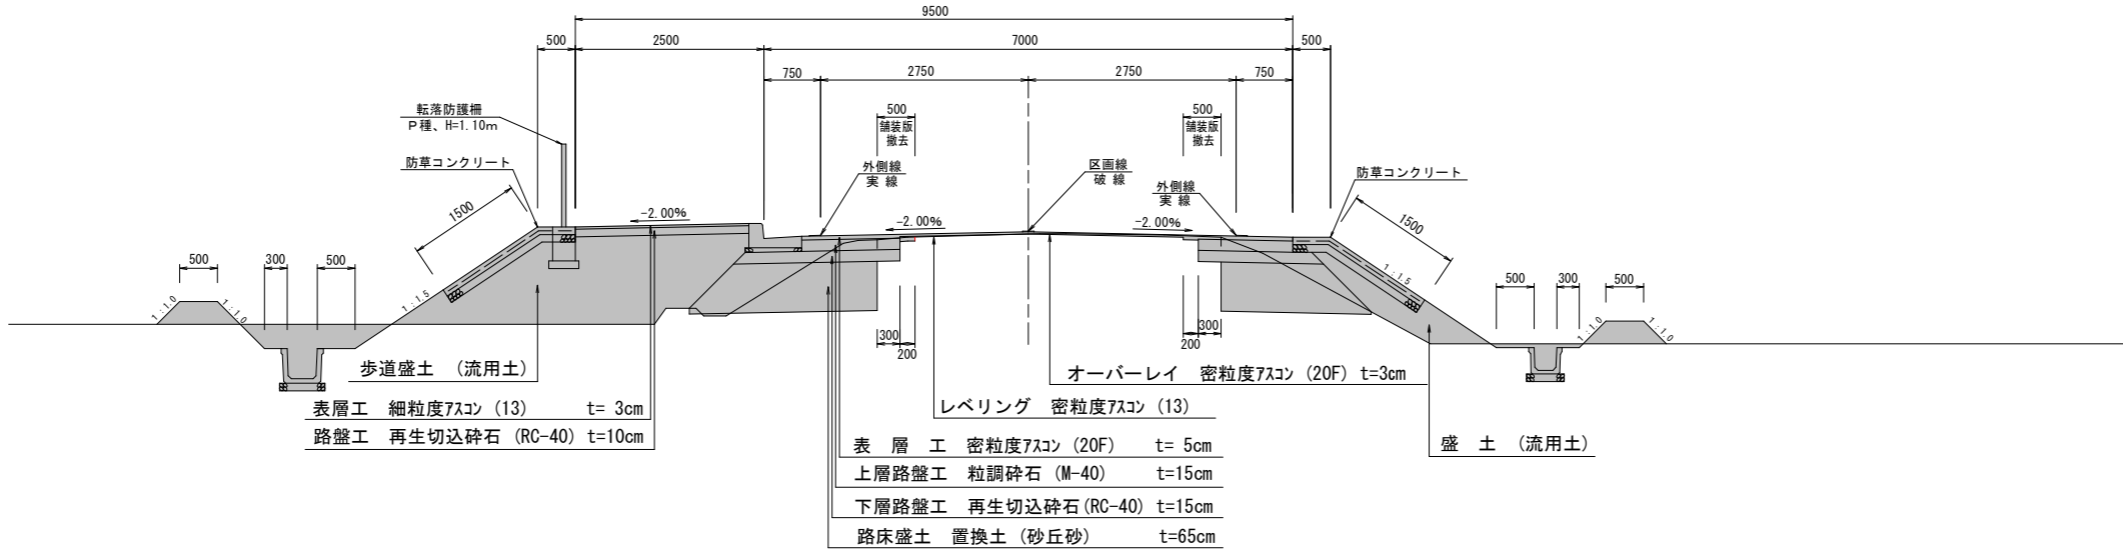 9500
500
2500
7000
500
750
2750
2750
750
転落防護柵
P種、H=1.10m
500
舗装版
撤去
500
舗装版
撤去
防草コンクリート
外側線
実 線
区画線
破 線
外側線
実 線
防草コンクリート
1500
-2.00%
-2.00%
-2.00%
1500
500
300
500
1:1.0
1:1.0
1:1.5
1:1.5
500
300
500
1:1.0
1:1.0
300
200
300
200
歩道盛土 (流用土)
オーバーレイ 密粒度アスコン (20F) t=3cm
表層工 細粒度アスコン (13) t= 3cm
レベリング 密粒度アスコン (13)
路盤工 再生切込砕石 (RC-40) t=10cm
表 層 工 密粒度アスコン (20F) t= 5cm
盛 土 (流用土)
上層路盤工 粒調砕石 (M-40) t=15cm
下層路盤工 再生切込砕石(RC-40) t=15cm
路床盛土 置換土 (砂丘砂) t=65cm